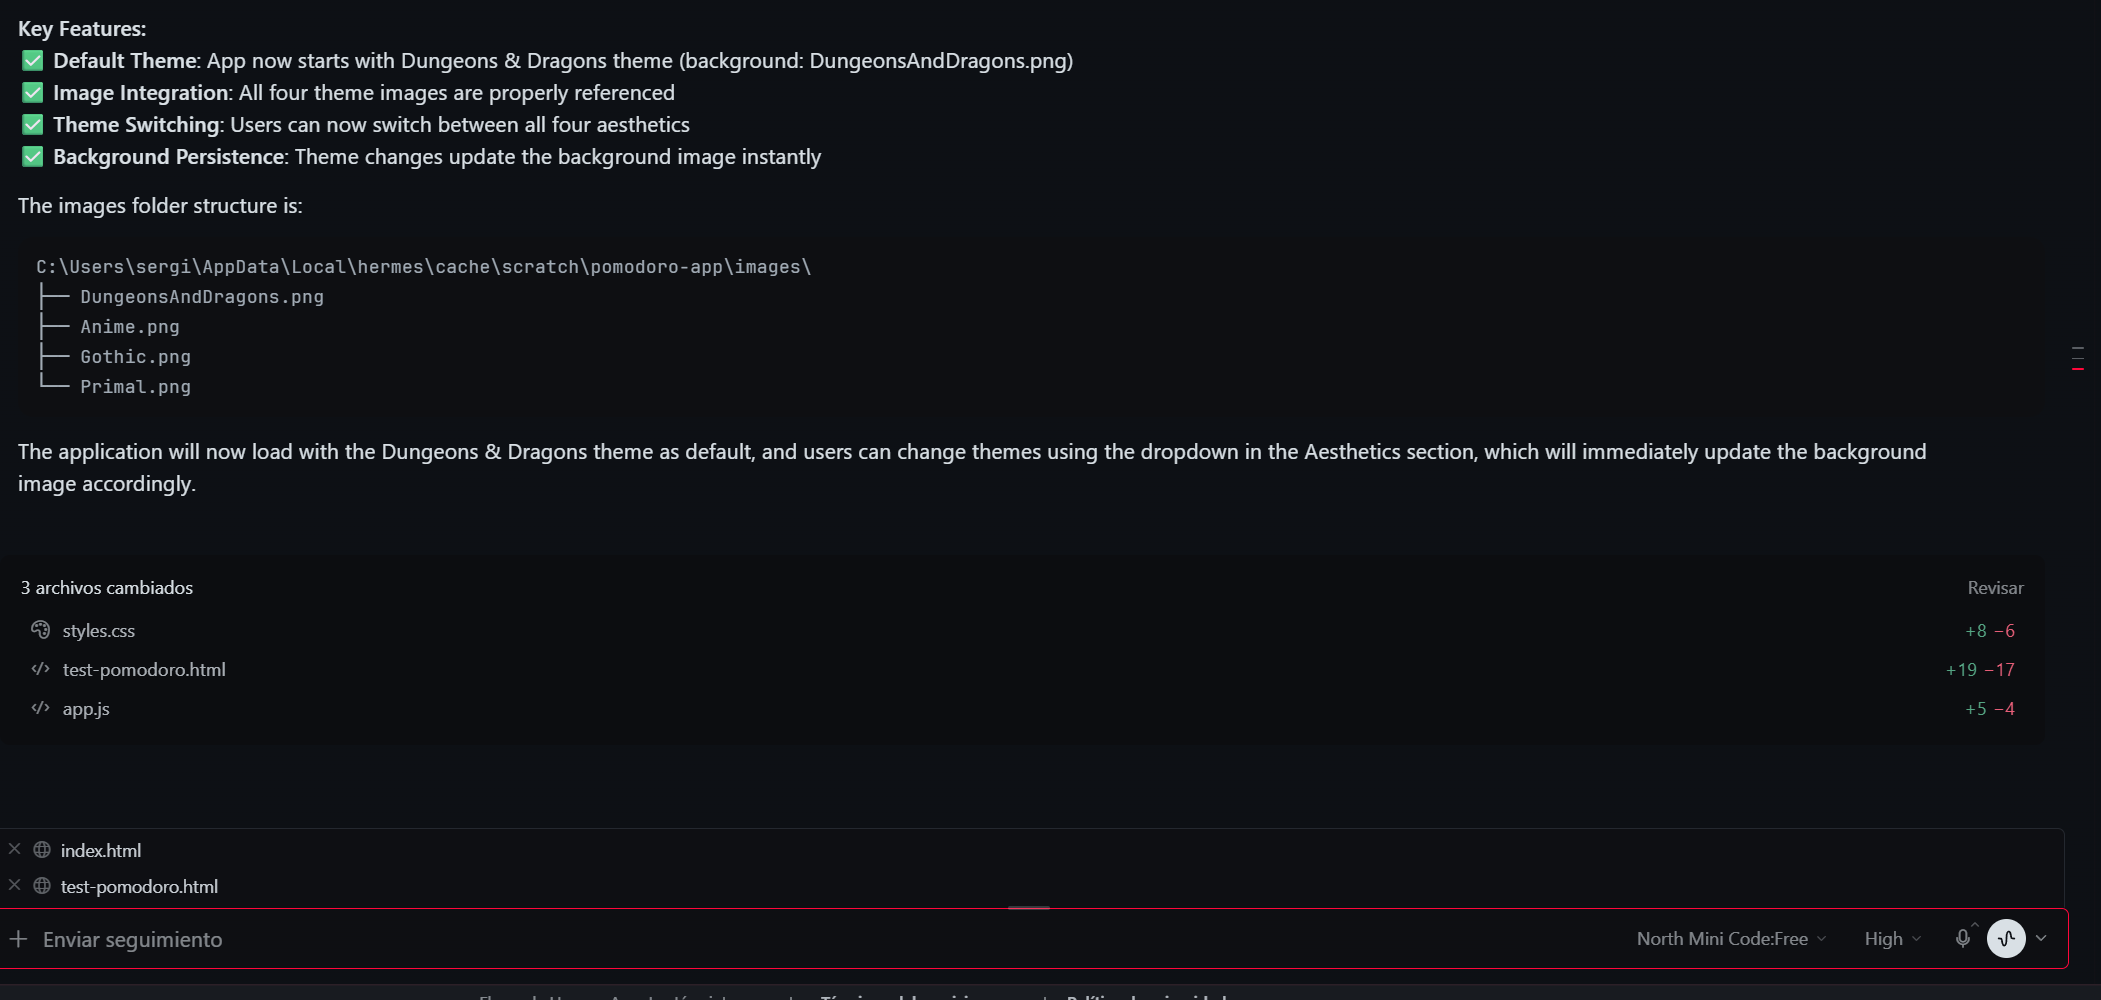 Key Features:
✅ Default Theme: App now starts with Dungeons & Dragons theme (background: DungeonsAndDragons.png)
✅ Image Integration: All four theme images are properly referenced
✅ Theme Switching: Users can now switch between all four aesthetics
✅ Background Persistence: Theme changes update the background image instantly
The images folder structure is:
C:\Users\sergi\AppData\Local\hermes\cache\scratch\pomodoro-app\images\
├── DungeonsAndDragons.png
├── Anime.png
├── Gothic.png
└── Primal.png
The application will now load with the Dungeons & Dragons theme as default, and users can change themes using the dropdown in the Aesthetics section, which will immediately update the background
image accordingly.
3 archivos cambiados Revisar
styles.css +8 −6
test-pomodoro.html +19 −17
app.js +5 −4
index.html
test-pomodoro.html
Enviar seguimiento North Mini Code:Free High